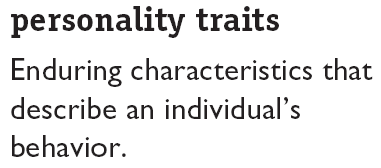 personality traits
Enduring characteristics that
describe an individual's
behavior.